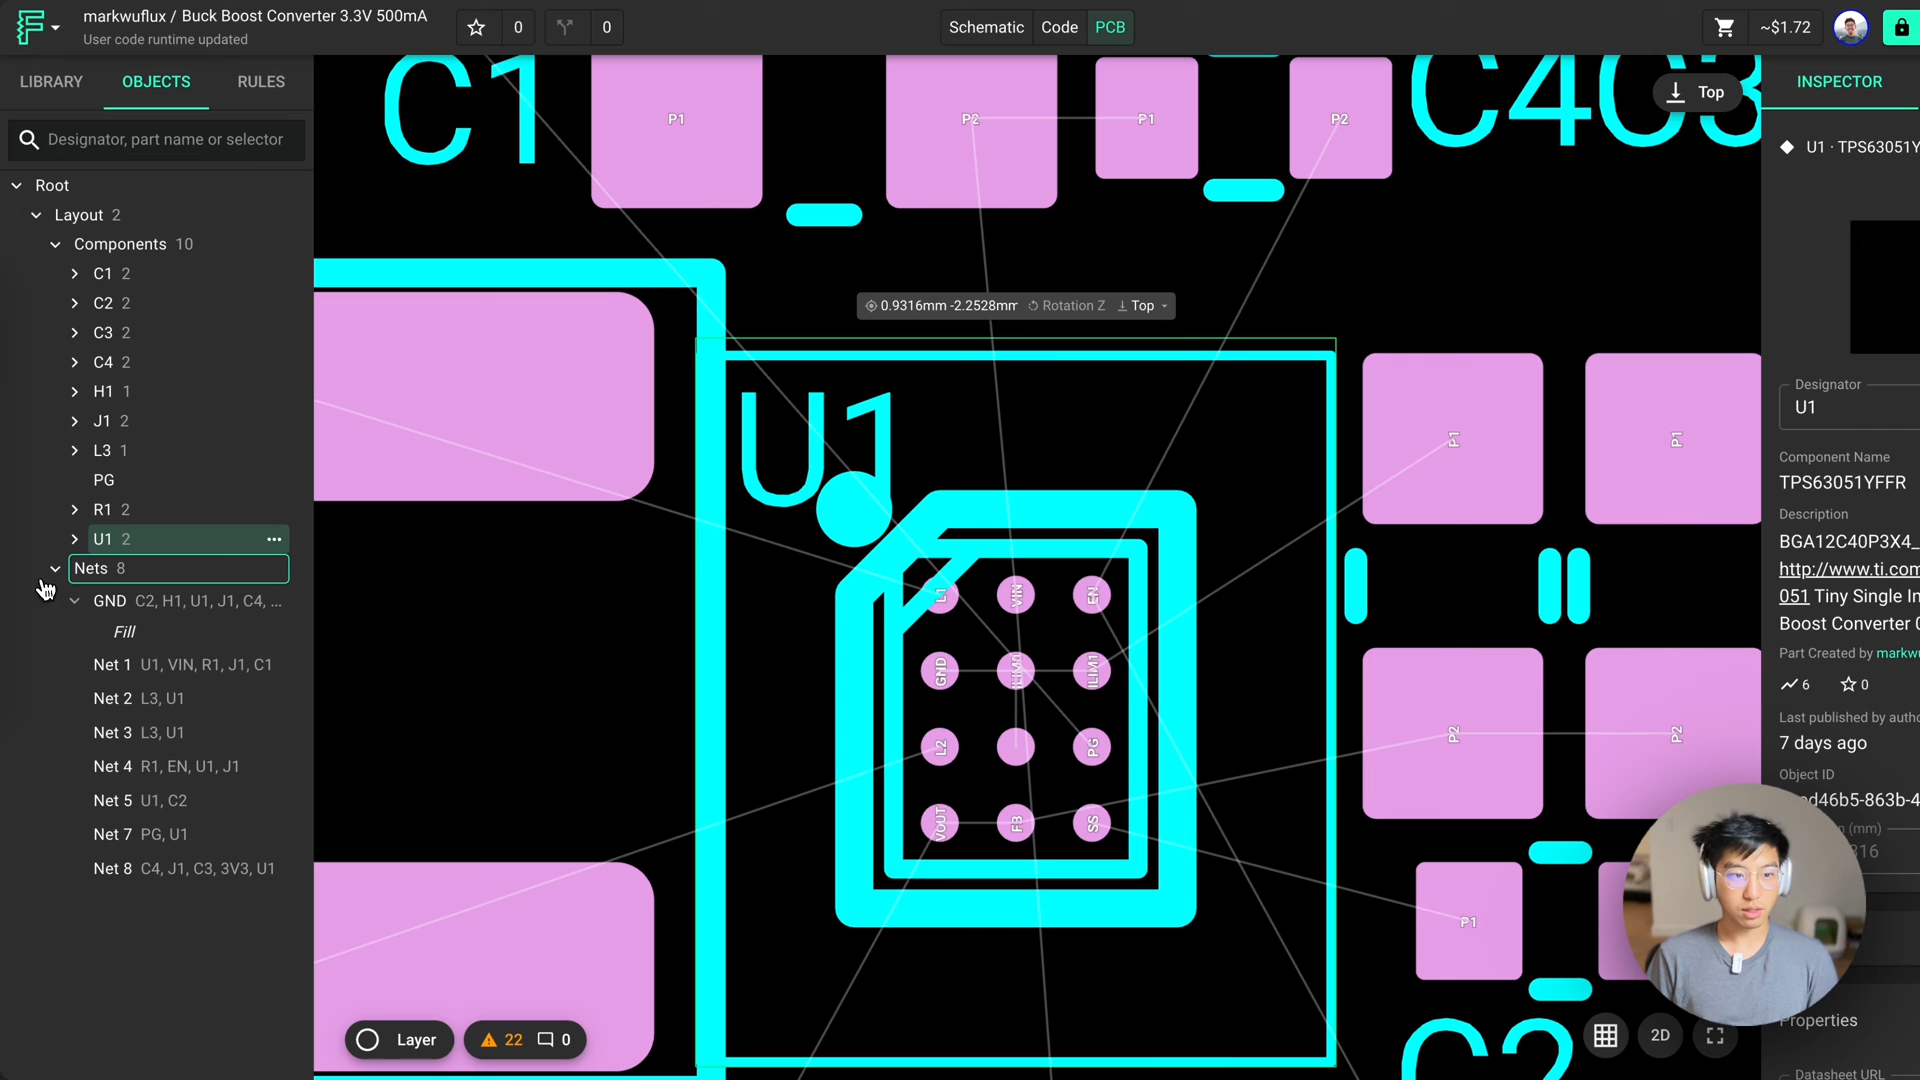 markwuflux / Buck Boost Converter 3.3V 500mA
User code runtime updated
0
0
Schematic
Code
PCB
~$1.72
LIBRARY
OBJECTS
RULES
Designator, part name or selector
Root
Layout 2
Components 10
C1 2
C2 2
C3 2
C4 2
H1 1
J1 2
L3 1
PG
R1 2
U1 2
Nets 8
GND C2, H1, U1, J1, C4, ...
Fill
Net 1 U1, VIN, R1, J1, C1
Net 2 L3, U1
Net 3 L3, U1
Net 4 R1, EN, U1, J1
Net 5 U1, C2
Net 7 PG, U1
Net 8 C4, J1, C3, 3V3, U1
C1
P1
P2
P1
P2
C4C3
Top
0.9316mm -2.2528mm
Rotation Z
Top
U1
L1
VIN
EN
GND
ILIM1
L2
PG
VOUT
FB
SS
P1
P1
P2
P2
P1
C2
Layer
22
0
2D
INSPECTOR
U1 · TPS63051Y
Designator
U1
Component Name
TPS63051YFFR
Description
BGA12C40P3X4_
http://www.ti.com
051 Tiny Single In
Boost Converter
Part Created by markwu
6
0
Last published by autho
7 days ago
Object ID
d46b5-863b-4
(mm)
316
Properties
Datasheet URL